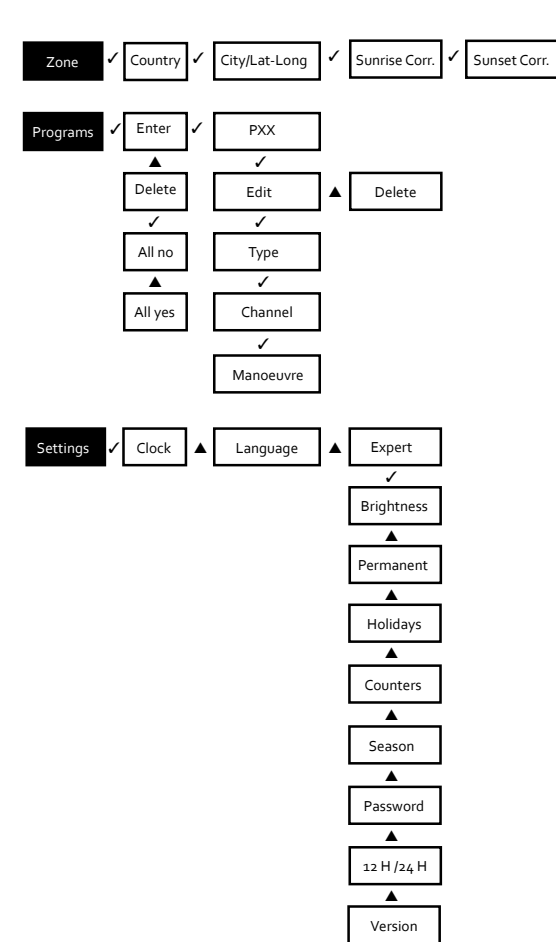 Zone ✓ Country ✓ City/Lat-Long ✓ Sunrise Corr. ✓ Sunset Corr.
Programs ✓ Enter ✓ PXX
▲ ✓
Delete Edit ▲ Delete
✓ ✓
All no Type
▲ ✓
All yes Channel
✓
Manoeuvre
Settings ✓ Clock ▲ Language ▲ Expert
✓
Brightness
▲
Permanent
▲
Holidays
▲
Counters
▲
Season
▲
Password
▲
12 H /24 H
▲
Version